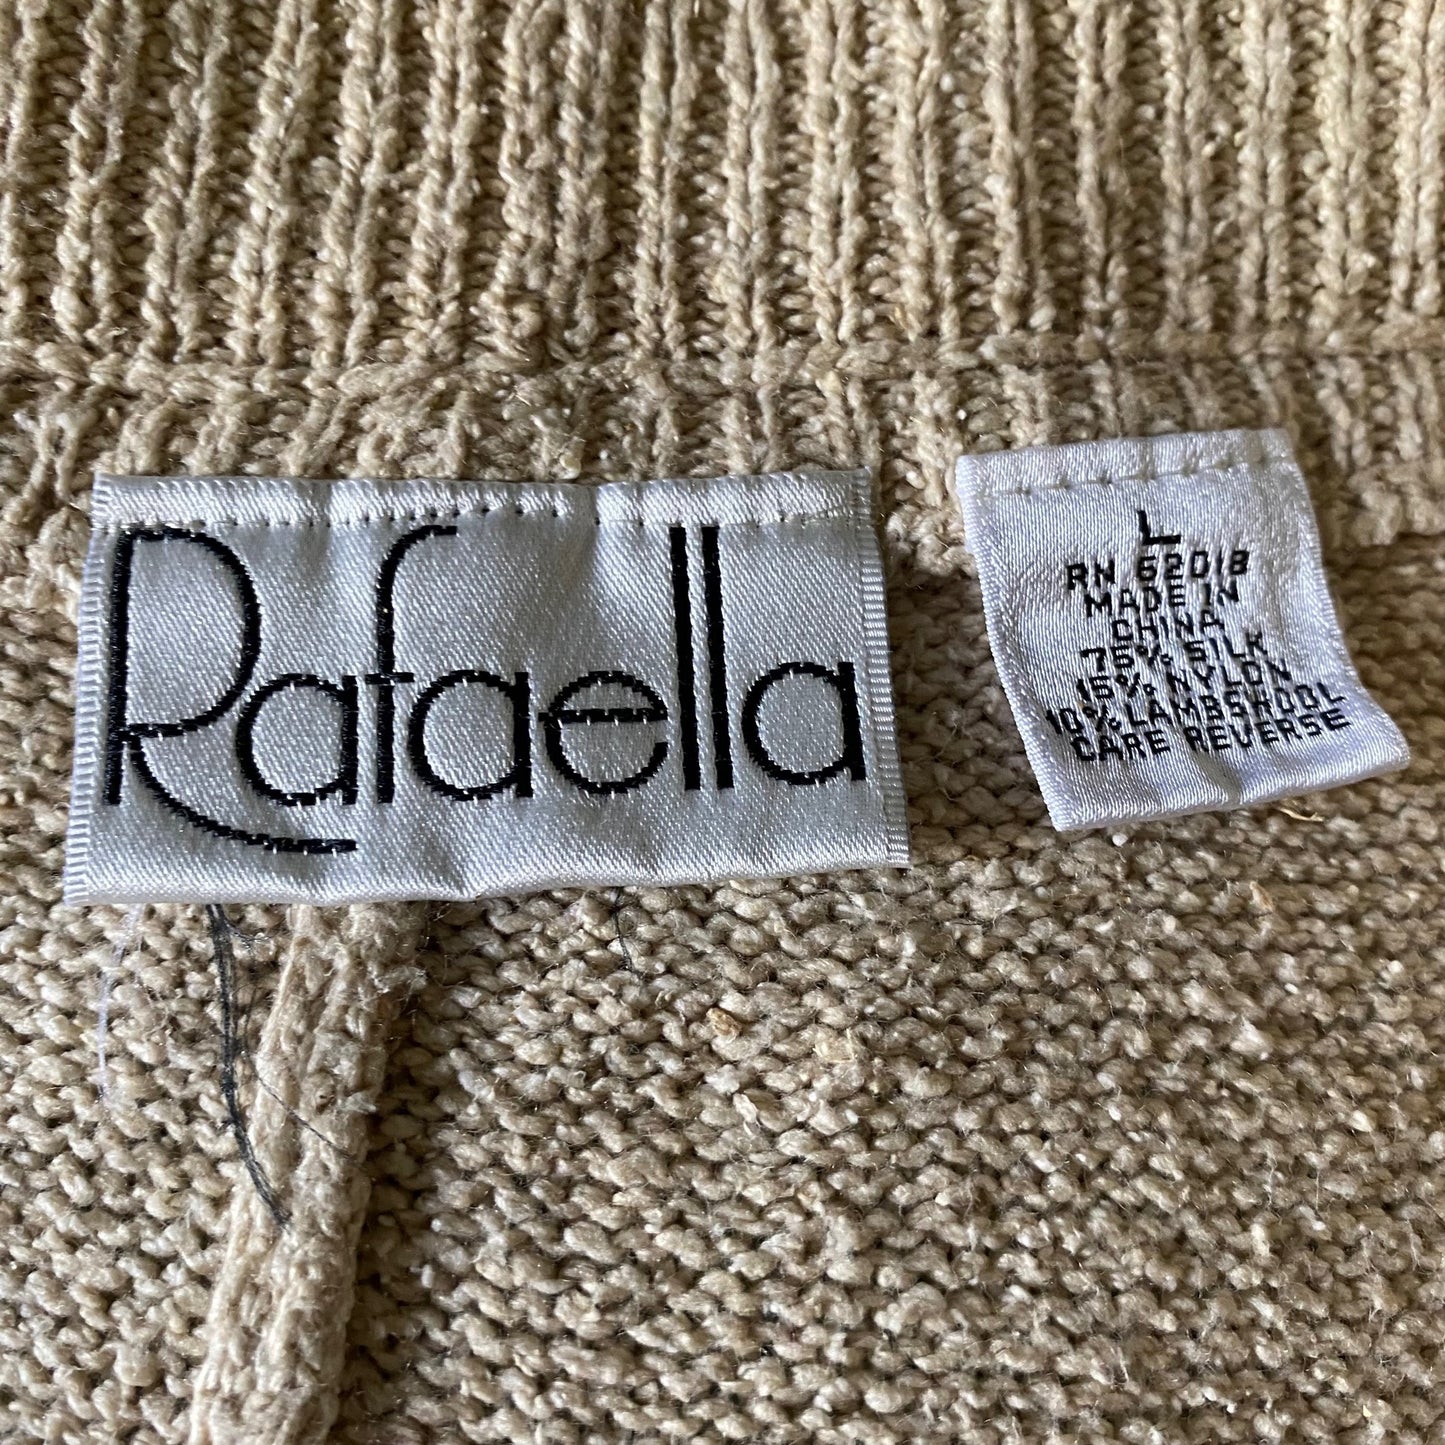 Rafaella
L
RN 62018
MADE IN
CHINA
75% SILK
15% NYLON
10% LAMBSWOOL
CARE REVERSE